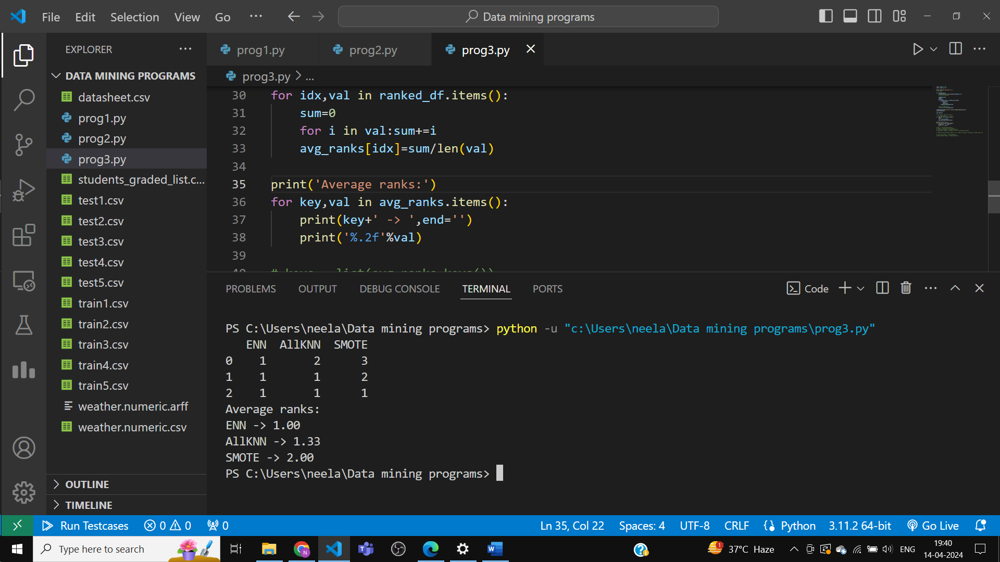 File Edit Selection View Go ... Data mining programs
EXPLORER ...
DATA MINING PROGRAMS
datasheet.csv
prog1.py
prog2.py
prog3.py
students_graded_list.c...
test1.csv
test2.csv
test3.csv
test4.csv
test5.csv
train1.csv
train2.csv
train3.csv
train4.csv
train5.csv
weather.numeric.arff
weather.numeric.csv
OUTLINE
TIMELINE
prog1.py prog2.py prog3.py
prog3.py > ...
30 for idx,val in ranked_df.items():
31 sum=0
32 for i in val:sum+=i
33 avg_ranks[idx]=sum/len(val)
34
35 print('Average ranks:')
36 for key,val in avg_ranks.items():
37 print(key+' -> ',end='')
38 print('%.2f'%val)
39
PROBLEMS OUTPUT DEBUG CONSOLE TERMINAL PORTS Code
PS C:\Users\neela\Data mining programs> python -u "c:\Users\neela\Data mining programs\prog3.py"
ENN AllKNN SMOTE
0 1 2 3
1 1 1 2
2 1 1 1
Average ranks:
ENN -> 1.00
AllKNN -> 1.33
SMOTE -> 2.00
PS C:\Users\neela\Data mining programs>
Run Testcases 0 0 0 Ln 35, Col 22 Spaces: 4 UTF-8 CRLF Python 3.11.2 64-bit Go Live
Type here to search N 1 37°C Haze ENG 19:40
14-04-2024